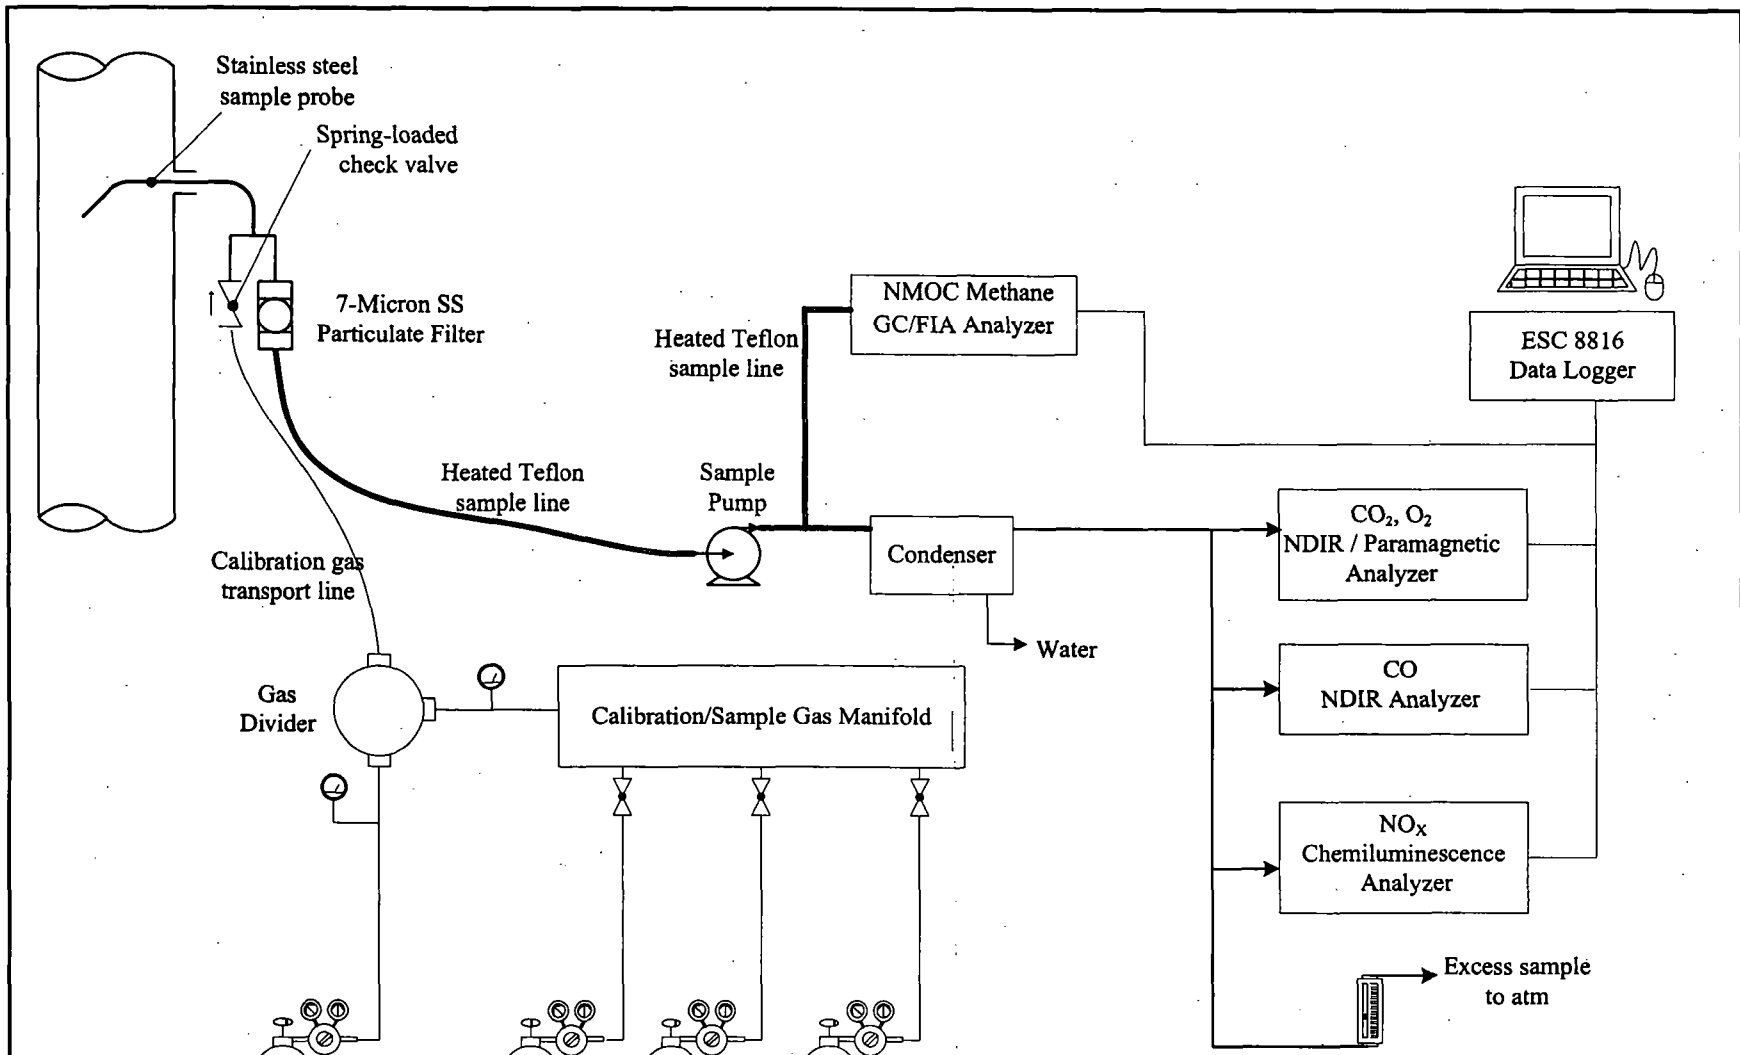 Stainless steel
sample probe
Spring-loaded
check valve
7-Micron SS
Particulate Filter
NMOC Methane
GC/FIA Analyzer
Heated Teflon
sample line
ESC 8816
Data Logger
Heated Teflon
sample line
Sample
Pump
CO₂, O₂
NDIR / Paramagnetic
Analyzer
Condenser
Calibration gas
transport line
Water
Gas
Divider
Calibration/Sample Gas Manifold
CO
NDIR Analyzer
NOX
Chemiluminescence
Analyzer
Excess sample
to atm